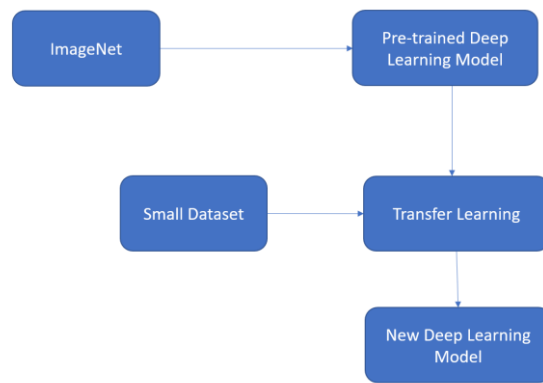 ImageNet
Pre-trained Deep
Learning Model
Small Dataset
Transfer Learning
New Deep Learning
Model